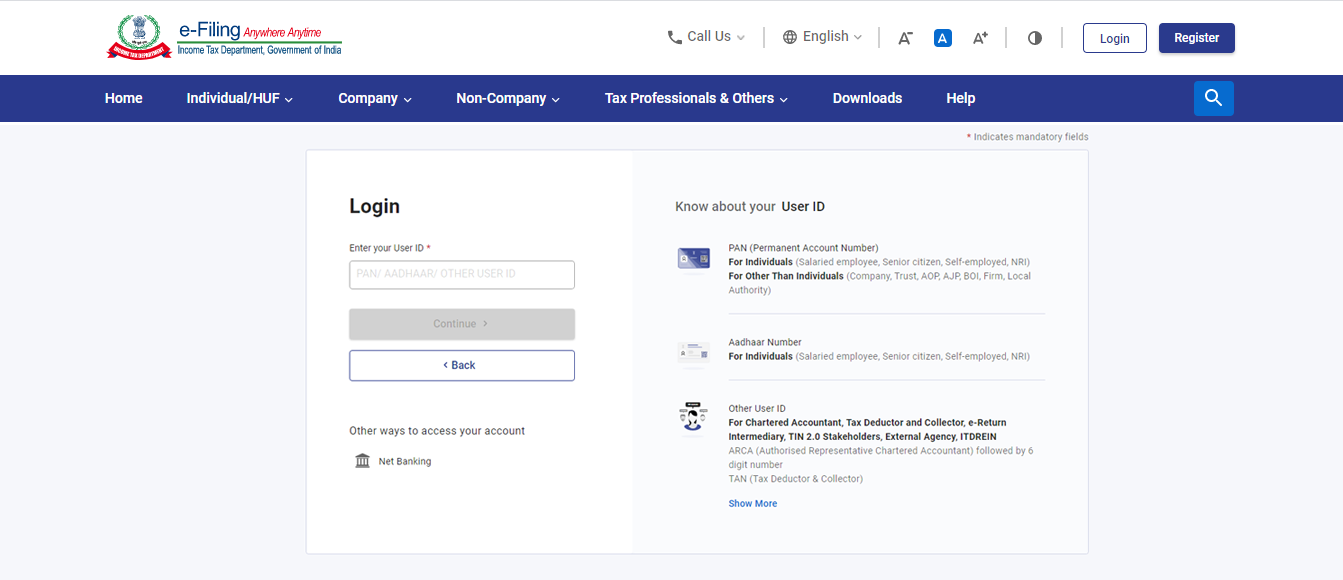 e-Filing Anywhere Anytime
Income Tax Department, Government of India
INCOME TAX DEPARTMENT
Call Us
English
A-
A
A+
Login
Register
Home
Individual/HUF
Company
Non-Company
Tax Professionals & Others
Downloads
Help
* Indicates mandatory fields
Login
Enter your User ID *
PAN/ AADHAAR/ OTHER USER ID
Continue >
< Back
Other ways to access your account
Net Banking
Know about your User ID
PAN (Permanent Account Number)
For Individuals (Salaried employee, Senior citizen, Self-employed, NRI)
For Other Than Individuals (Company, Trust, AOP, AJP, BOI, Firm, Local
Authority)
Aadhaar Number
For Individuals (Salaried employee, Senior citizen, Self-employed, NRI)
Other User ID
For Chartered Accountant, Tax Deductor and Collector, e-Return
Intermediary, TIN 2.0 Stakeholders, External Agency, ITDREIN
ARCA (Authorised Representative Chartered Accountant) followed by 6
digit number
TAN (Tax Deductor & Collector)
Show More